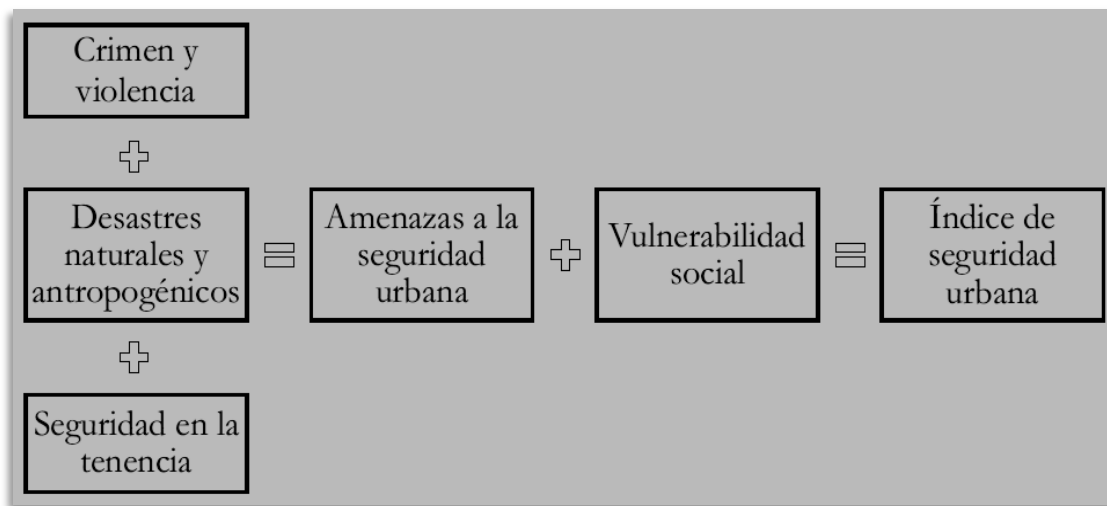 Crimen y
violencia
Desastres
naturales y
antropogénicos
Seguridad en la
tenencia
Amenazas a la
seguridad
urbana
Vulnerabilidad
social
Índice de
seguridad
urbana